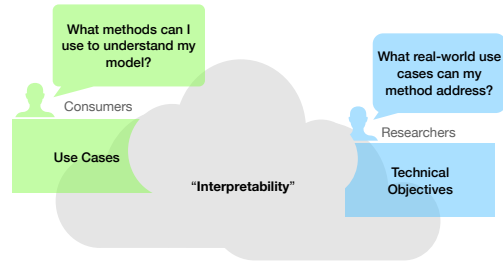 What methods can I
use to understand my
model?
Consumers
Use Cases
"Interpretability"
What real-world use
cases can my
method address?
Researchers
Technical
Objectives